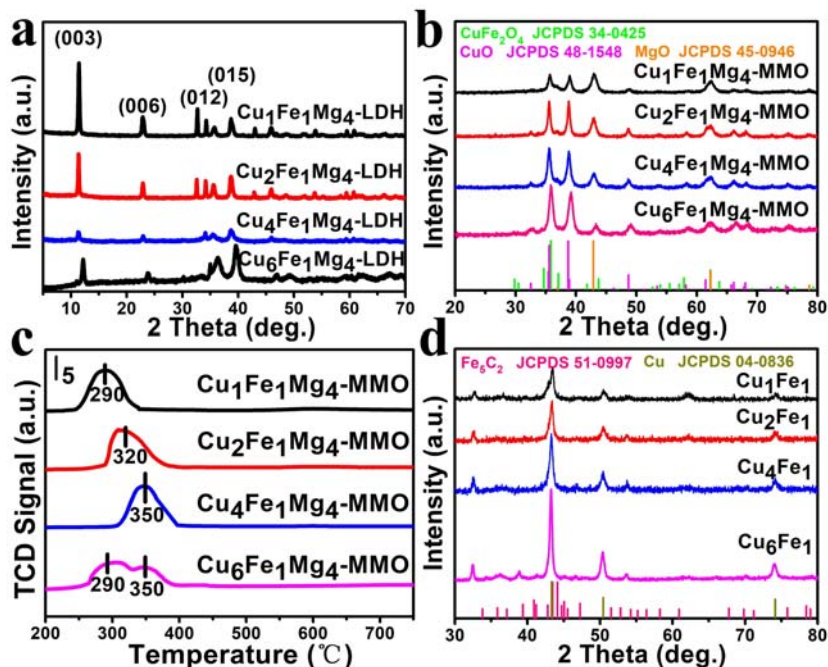 a
(003)
(006)
(012)
(015)
Cu₁Fe₁Mg₄-LDH
Cu₂Fe₁Mg₄-LDH
Cu₄Fe₁Mg₄-LDH
Cu₆Fe₁Mg₄-LDH
Intensity (a.u.)
10 20 30 40 50 60 70
2 Theta (deg.)
b
CuFe₂O₄ JCPDS 34-0425
CuO JCPDS 48-1548 MgO JCPDS 45-0946
Cu₁Fe₁Mg₄-MMO
Cu₂Fe₁Mg₄-MMO
Cu₄Fe₁Mg₄-MMO
Cu₆Fe₁Mg₄-MMO
Intensity (a.u.)
20 30 40 50 60 70 80
2 Theta (deg.)
c
5
290
Cu₁Fe₁Mg₄-MMO
320
Cu₂Fe₁Mg₄-MMO
350
Cu₄Fe₁Mg₄-MMO
290
350
Cu₆Fe₁Mg₄-MMO
TCD Signal (a.u.)
200 300 400 500 600 700
Temperature (℃)
d
Fe₅C₂ JCPDS 51-0997 Cu JCPDS 04-0836
Cu₁Fe₁
Cu₂Fe₁
Cu₄Fe₁
Cu₆Fe₁
Intensity (a.u.)
30 40 50 60 70 80
2 Theta (deg.)